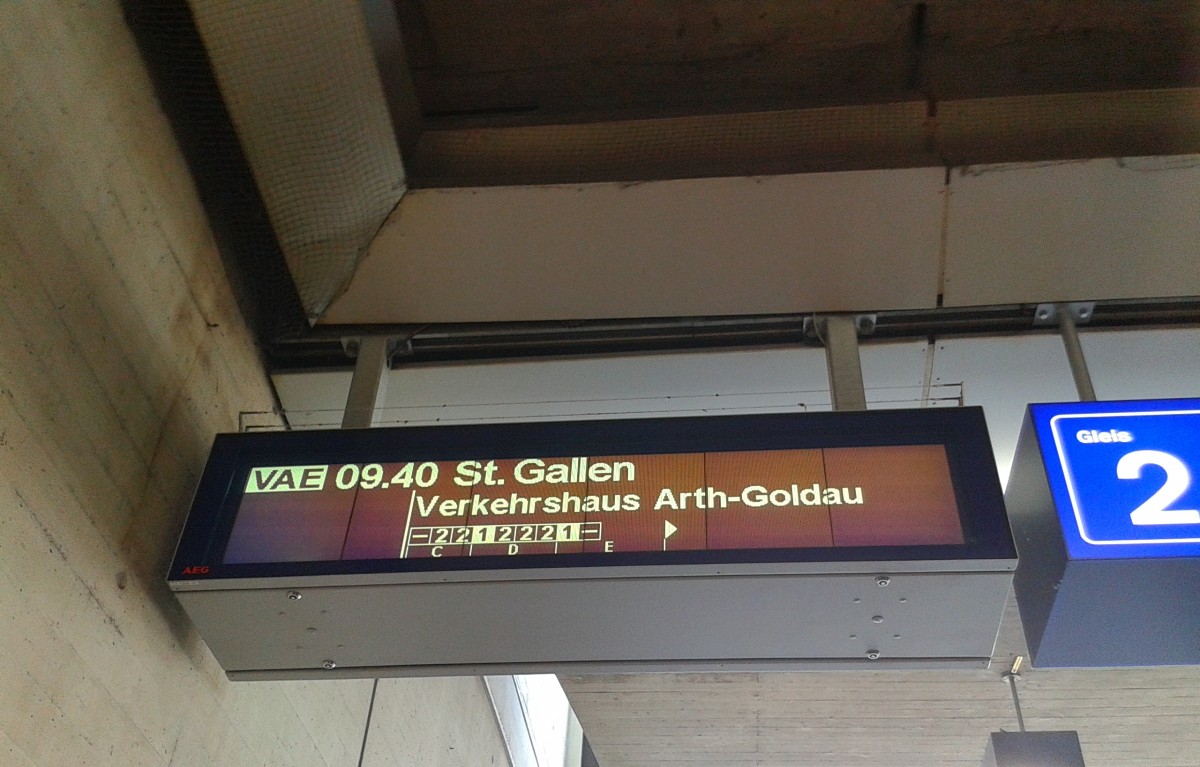 VAE 09.40 St. Gallen
Verkehrshaus Arth-Goldau
– 2 2 1 2 2 2 1 –
C D E
AEG
Gleis
2